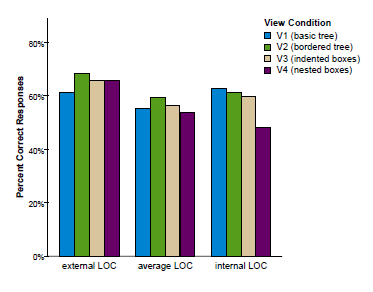 View Condition
V1 (basic tree)
V2 (bordered tree)
V3 (indented boxes)
V4 (nested boxes)
Percent Correct Responses
80%
60%
40%
20%
0%
external LOC
average LOC
internal LOC